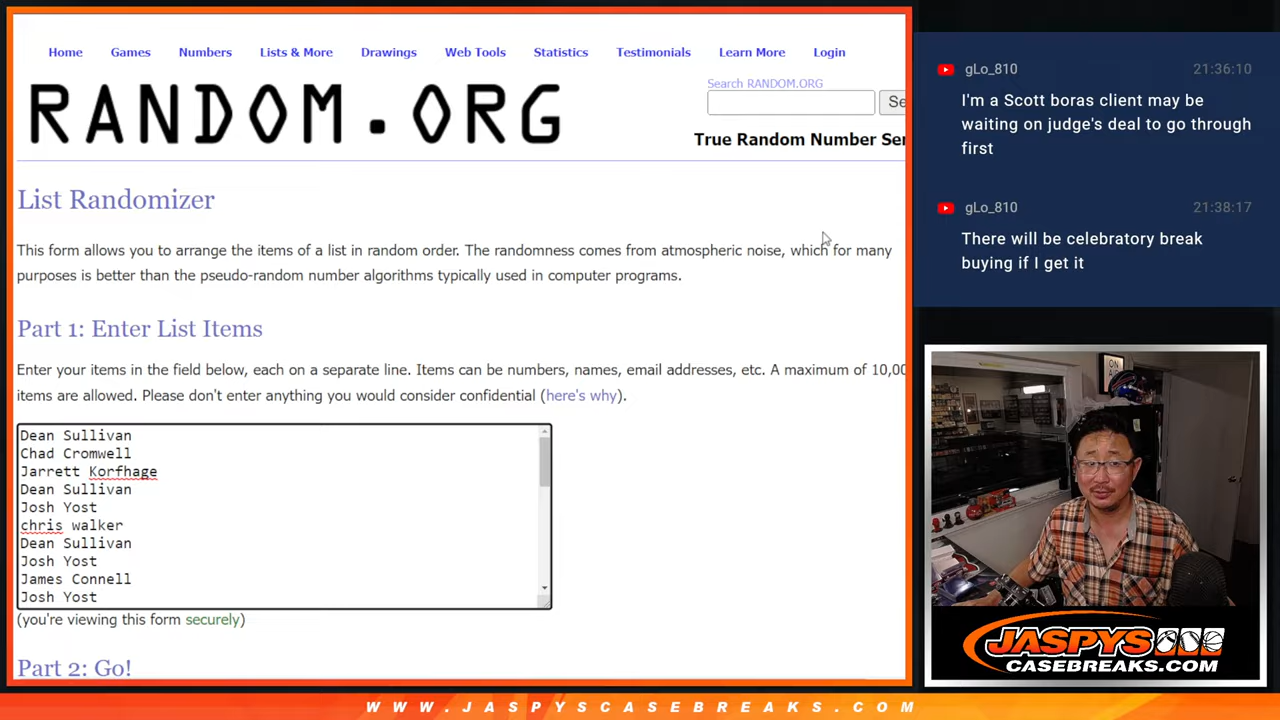 Home Games Numbers Lists & More Drawings Web Tools Statistics Testimonials Learn More Login
RANDOM.ORG
Search RANDOM.ORG
Se
True Random Number Ser
List Randomizer
This form allows you to arrange the items of a list in random order. The randomness comes from atmospheric noise, which for many
purposes is better than the pseudo-random number algorithms typically used in computer programs.
Part 1: Enter List Items
Enter your items in the field below, each on a separate line. Items can be numbers, names, email addresses, etc. A maximum of 10,00
items are allowed. Please don't enter anything you would consider confidential (here's why).
Dean Sullivan
Chad Cromwell
Jarrett Korfhage
Dean Sullivan
Josh Yost
chris walker
Dean Sullivan
Josh Yost
James Connell
Josh Yost
(you're viewing this form securely)
Part 2: Go!
gLo_810 21:36:10
I'm a Scott boras client may be
waiting on judge's deal to go through
first
gLo_810 21:38:17
There will be celebratory break
buying if I get it
ON AIR
JASPYS
CASEBREAKS.COM
WWW.JASPYSCASEBREAKS.COM